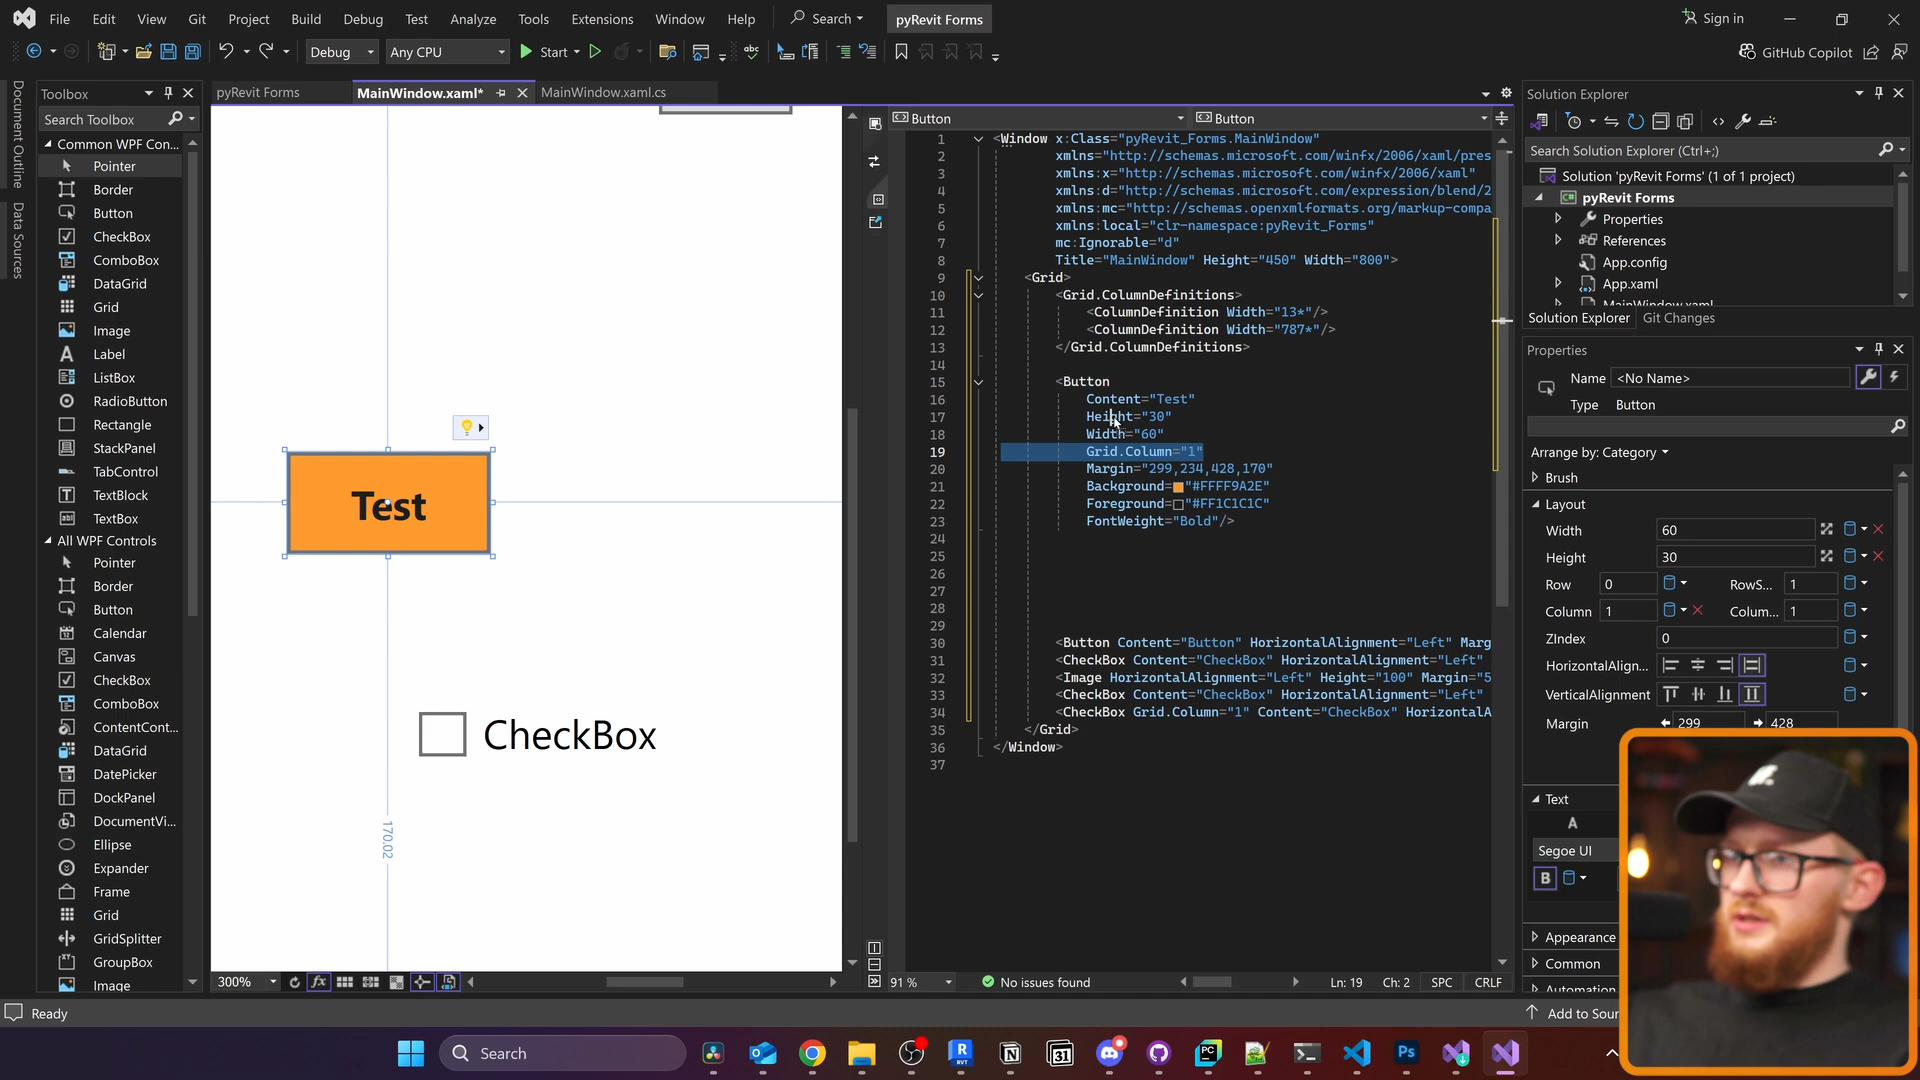 File Edit View Git Project Build Debug Test Analyze Tools Extensions Window Help Search pyRevit Forms Sign in
Debug Any CPU Start GitHub Copilot
Document Outline
Data Sources
Toolbox
Search Toolbox
Common WPF Con...
Pointer
Border
Button
CheckBox
ComboBox
DataGrid
Grid
Image
Label
ListBox
RadioButton
Rectangle
StackPanel
TabControl
TextBlock
TextBox
All WPF Controls
Pointer
Border
Button
Calendar
Canvas
CheckBox
ComboBox
ContentCont...
DataGrid
DatePicker
DockPanel
DocumentVi...
Ellipse
Expander
Frame
Grid
GridSplitter
GroupBox
Image
pyRevit Forms MainWindow.xaml* MainWindow.xaml.cs
Test
CheckBox
170.02
300%
Button Button
1 <Window x:Class="pyRevit_Forms.MainWindow"
2 xmlns="http://schemas.microsoft.com/winfx/2006/xaml/pres
3 xmlns:x="http://schemas.microsoft.com/winfx/2006/xaml"
4 xmlns:d="http://schemas.microsoft.com/expression/blend/2
5 xmlns:mc="http://schemas.openxmlformats.org/markup-compa
6 xmlns:local="clr-namespace:pyRevit_Forms"
7 mc:Ignorable="d"
8 Title="MainWindow" Height="450" Width="800">
9 <Grid>
10 <Grid.ColumnDefinitions>
11 <ColumnDefinition Width="13*"/>
12 <ColumnDefinition Width="787*"/>
13 </Grid.ColumnDefinitions>
14
15 <Button
16 Content="Test"
17 Height="30"
18 Width="60"
19 Grid.Column="1"
20 Margin="299,234,428,170"
21 Background="#FFFF9A2E"
22 Foreground="#FF1C1C1C"
23 FontWeight="Bold"/>
24
25
26
27
28
29
30 <Button Content="Button" HorizontalAlignment="Left" Marg
31 <CheckBox Content="CheckBox" HorizontalAlignment="Left"
32 <Image HorizontalAlignment="Left" Height="100" Margin="5
33 <CheckBox Content="CheckBox" HorizontalAlignment="Left"
34 <CheckBox Grid.Column="1" Content="CheckBox" HorizontalA
35 </Grid>
36 </Window>
37
91 % No issues found Ln: 19 Ch: 2 SPC CRLF
Solution Explorer
Search Solution Explorer (Ctrl+;)
Solution 'pyRevit Forms' (1 of 1 project)
pyRevit Forms
Properties
References
App.config
App.xaml
MainWindow.xaml
Solution Explorer Git Changes
Properties
Name <No Name>
Type Button
Arrange by: Category
Brush
Layout
Width 60
Height 30
Row 0 RowS... 1
Column 1 Colum... 1
ZIndex 0
HorizontalAlign...
VerticalAlignment
Margin 299 428
Text
A
Segoe UI
B
Appearance
Common
Automation
Ready
Add to Sour
Search
R
RVT
N
31
PC
Ps